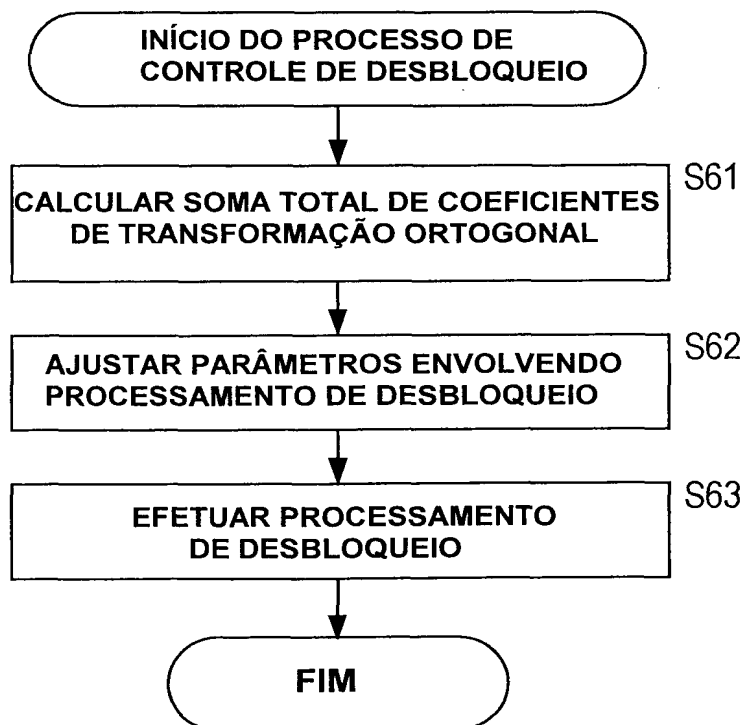 INÍCIO DO PROCESSO DE
CONTROLE DE DESBLOQUEIO
S61
CALCULAR SOMA TOTAL DE COEFICIENTES
DE TRANSFORMAÇÃO ORTOGONAL
S62
AJUSTAR PARÂMETROS ENVOLVENDO
PROCESSAMENTO DE DESBLOQUEIO
S63
EFETUAR PROCESSAMENTO
DE DESBLOQUEIO
FIM